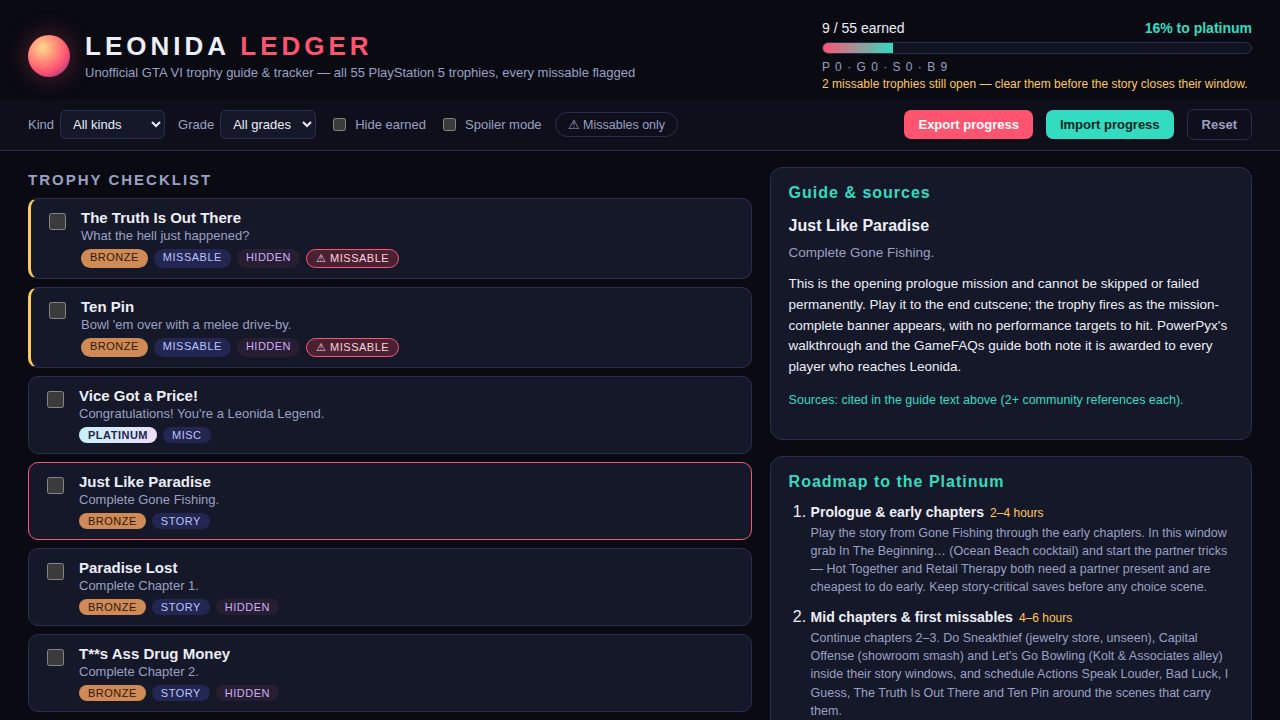 LEONIDA LEDGER
Unofficial GTA VI trophy guide & tracker — all 55 PlayStation 5 trophies, every missable flagged
9 / 55 earned
16% to platinum
P 0 · G 0 · S 0 · B 9
2 missable trophies still open — clear them before the story closes their window.
Kind All kinds Grade All grades Hide earned Spoiler mode ⚠ Missables only Export progress Import progress Reset
TROPHY CHECKLIST
The Truth Is Out There
What the hell just happened?
BRONZE MISSABLE HIDDEN ⚠ MISSABLE
Ten Pin
Bowl 'em over with a melee drive-by.
BRONZE MISSABLE HIDDEN ⚠ MISSABLE
Vice Got a Price!
Congratulations! You're a Leonida Legend.
PLATINUM MISC
Just Like Paradise
Complete Gone Fishing.
BRONZE STORY
Paradise Lost
Complete Chapter 1.
BRONZE STORY HIDDEN
T**s Ass Drug Money
Complete Chapter 2.
BRONZE STORY HIDDEN
Guide & sources
Just Like Paradise
Complete Gone Fishing.
This is the opening prologue mission and cannot be skipped or failed
permanently. Play it to the end cutscene; the trophy fires as the mission-
complete banner appears, with no performance targets to hit. PowerPyx's
walkthrough and the GameFAQs guide both note it is awarded to every
player who reaches Leonida.
Sources: cited in the guide text above (2+ community references each).
Roadmap to the Platinum
1. Prologue & early chapters 2–4 hours
Play the story from Gone Fishing through the early chapters. In this window
grab In The Beginning… (Ocean Beach cocktail) and start the partner tricks
— Hot Together and Retail Therapy both need a partner present and are
cheapest to do early. Keep story-critical saves before any choice scene.
2. Mid chapters & first missables 4–6 hours
Continue chapters 2–3. Do Sneakthief (jewelry store, unseen), Capital
Offense (showroom smash) and Let's Go Bowling (Kolt & Associates alley)
inside their story windows, and schedule Actions Speak Louder, Bad Luck, I
Guess, The Truth Is Out There and Ten Pin around the scenes that carry
them.